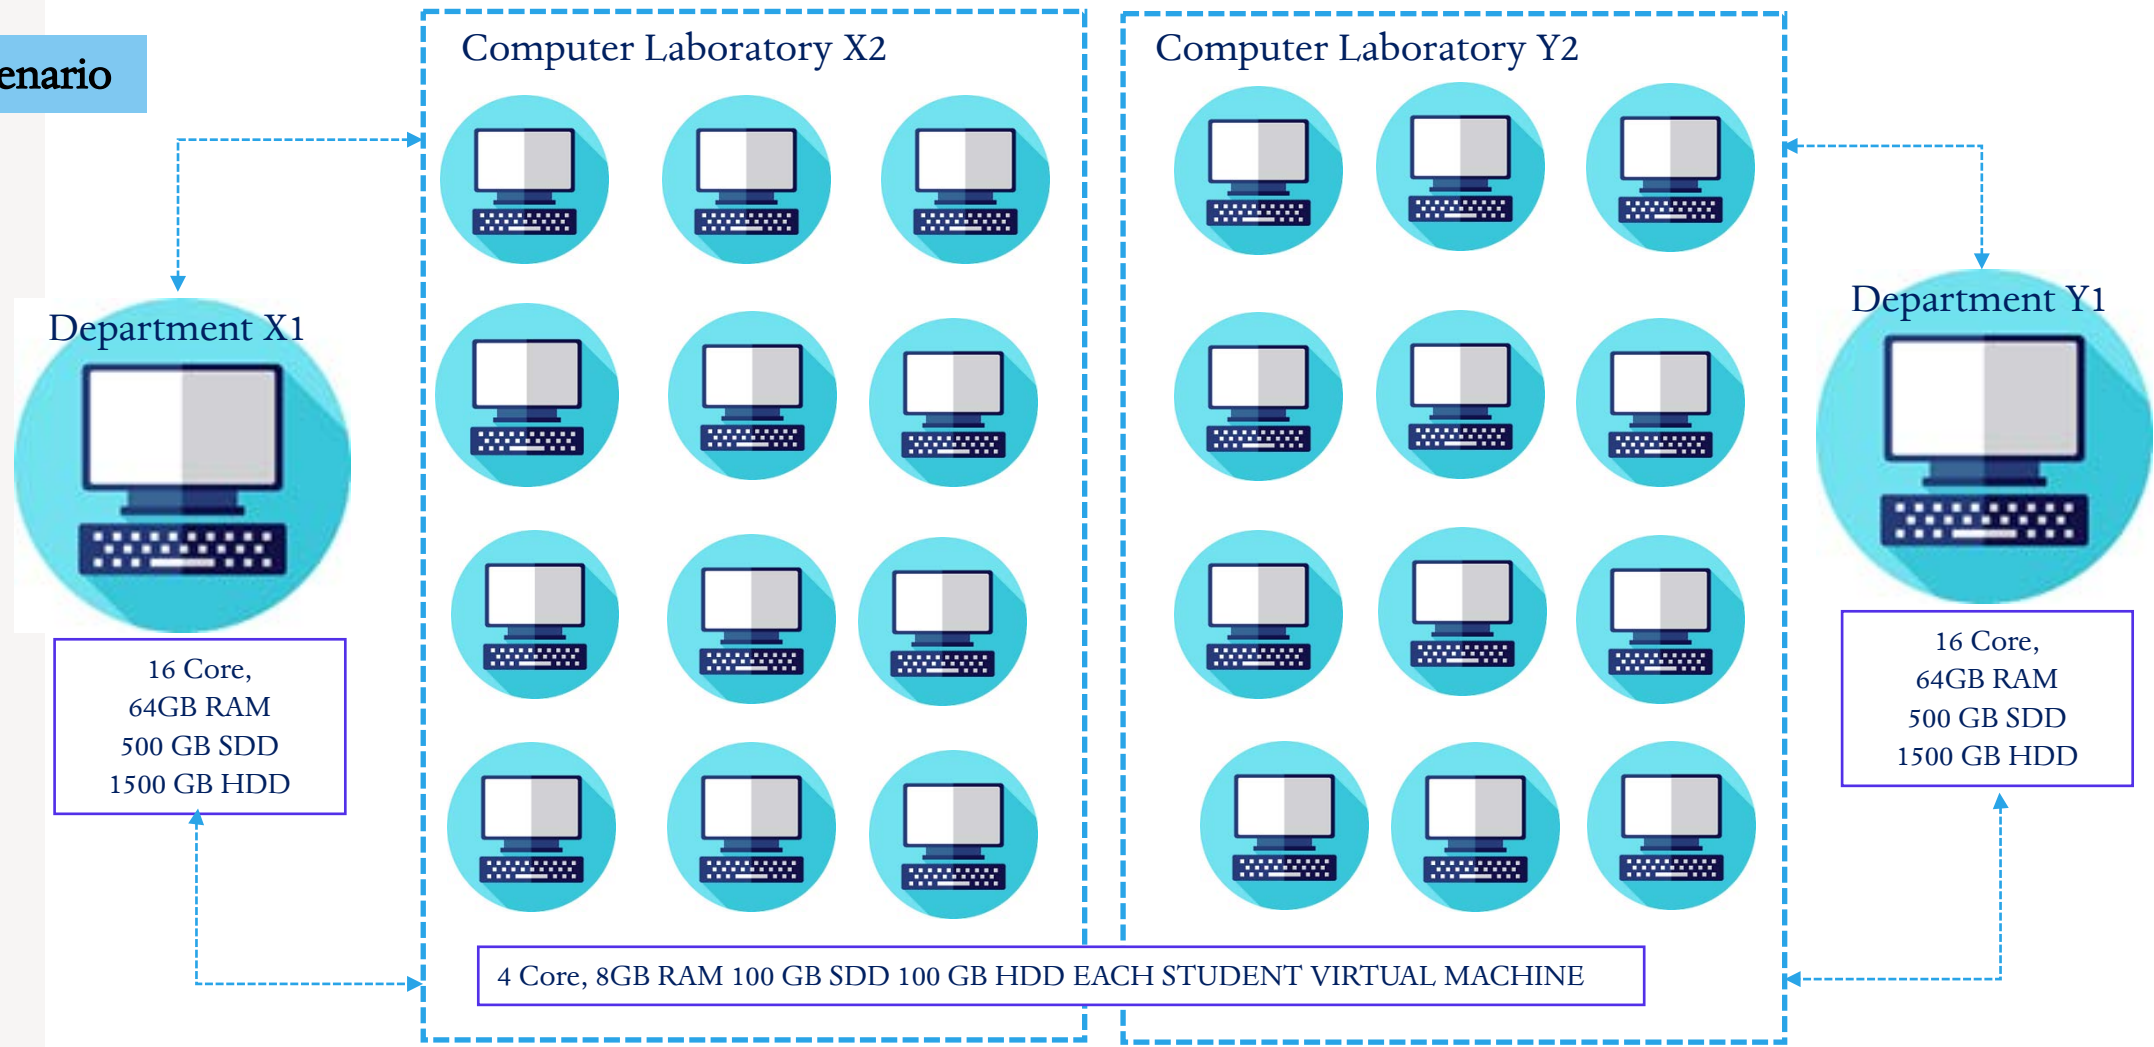 enario
Computer Laboratory X2
Computer Laboratory Y2
Department X1
Department Y1
16 Core,
64GB RAM
500 GB SDD
1500 GB HDD
16 Core,
64GB RAM
500 GB SDD
1500 GB HDD
4 Core, 8GB RAM 100 GB SDD 100 GB HDD EACH STUDENT VIRTUAL MACHINE